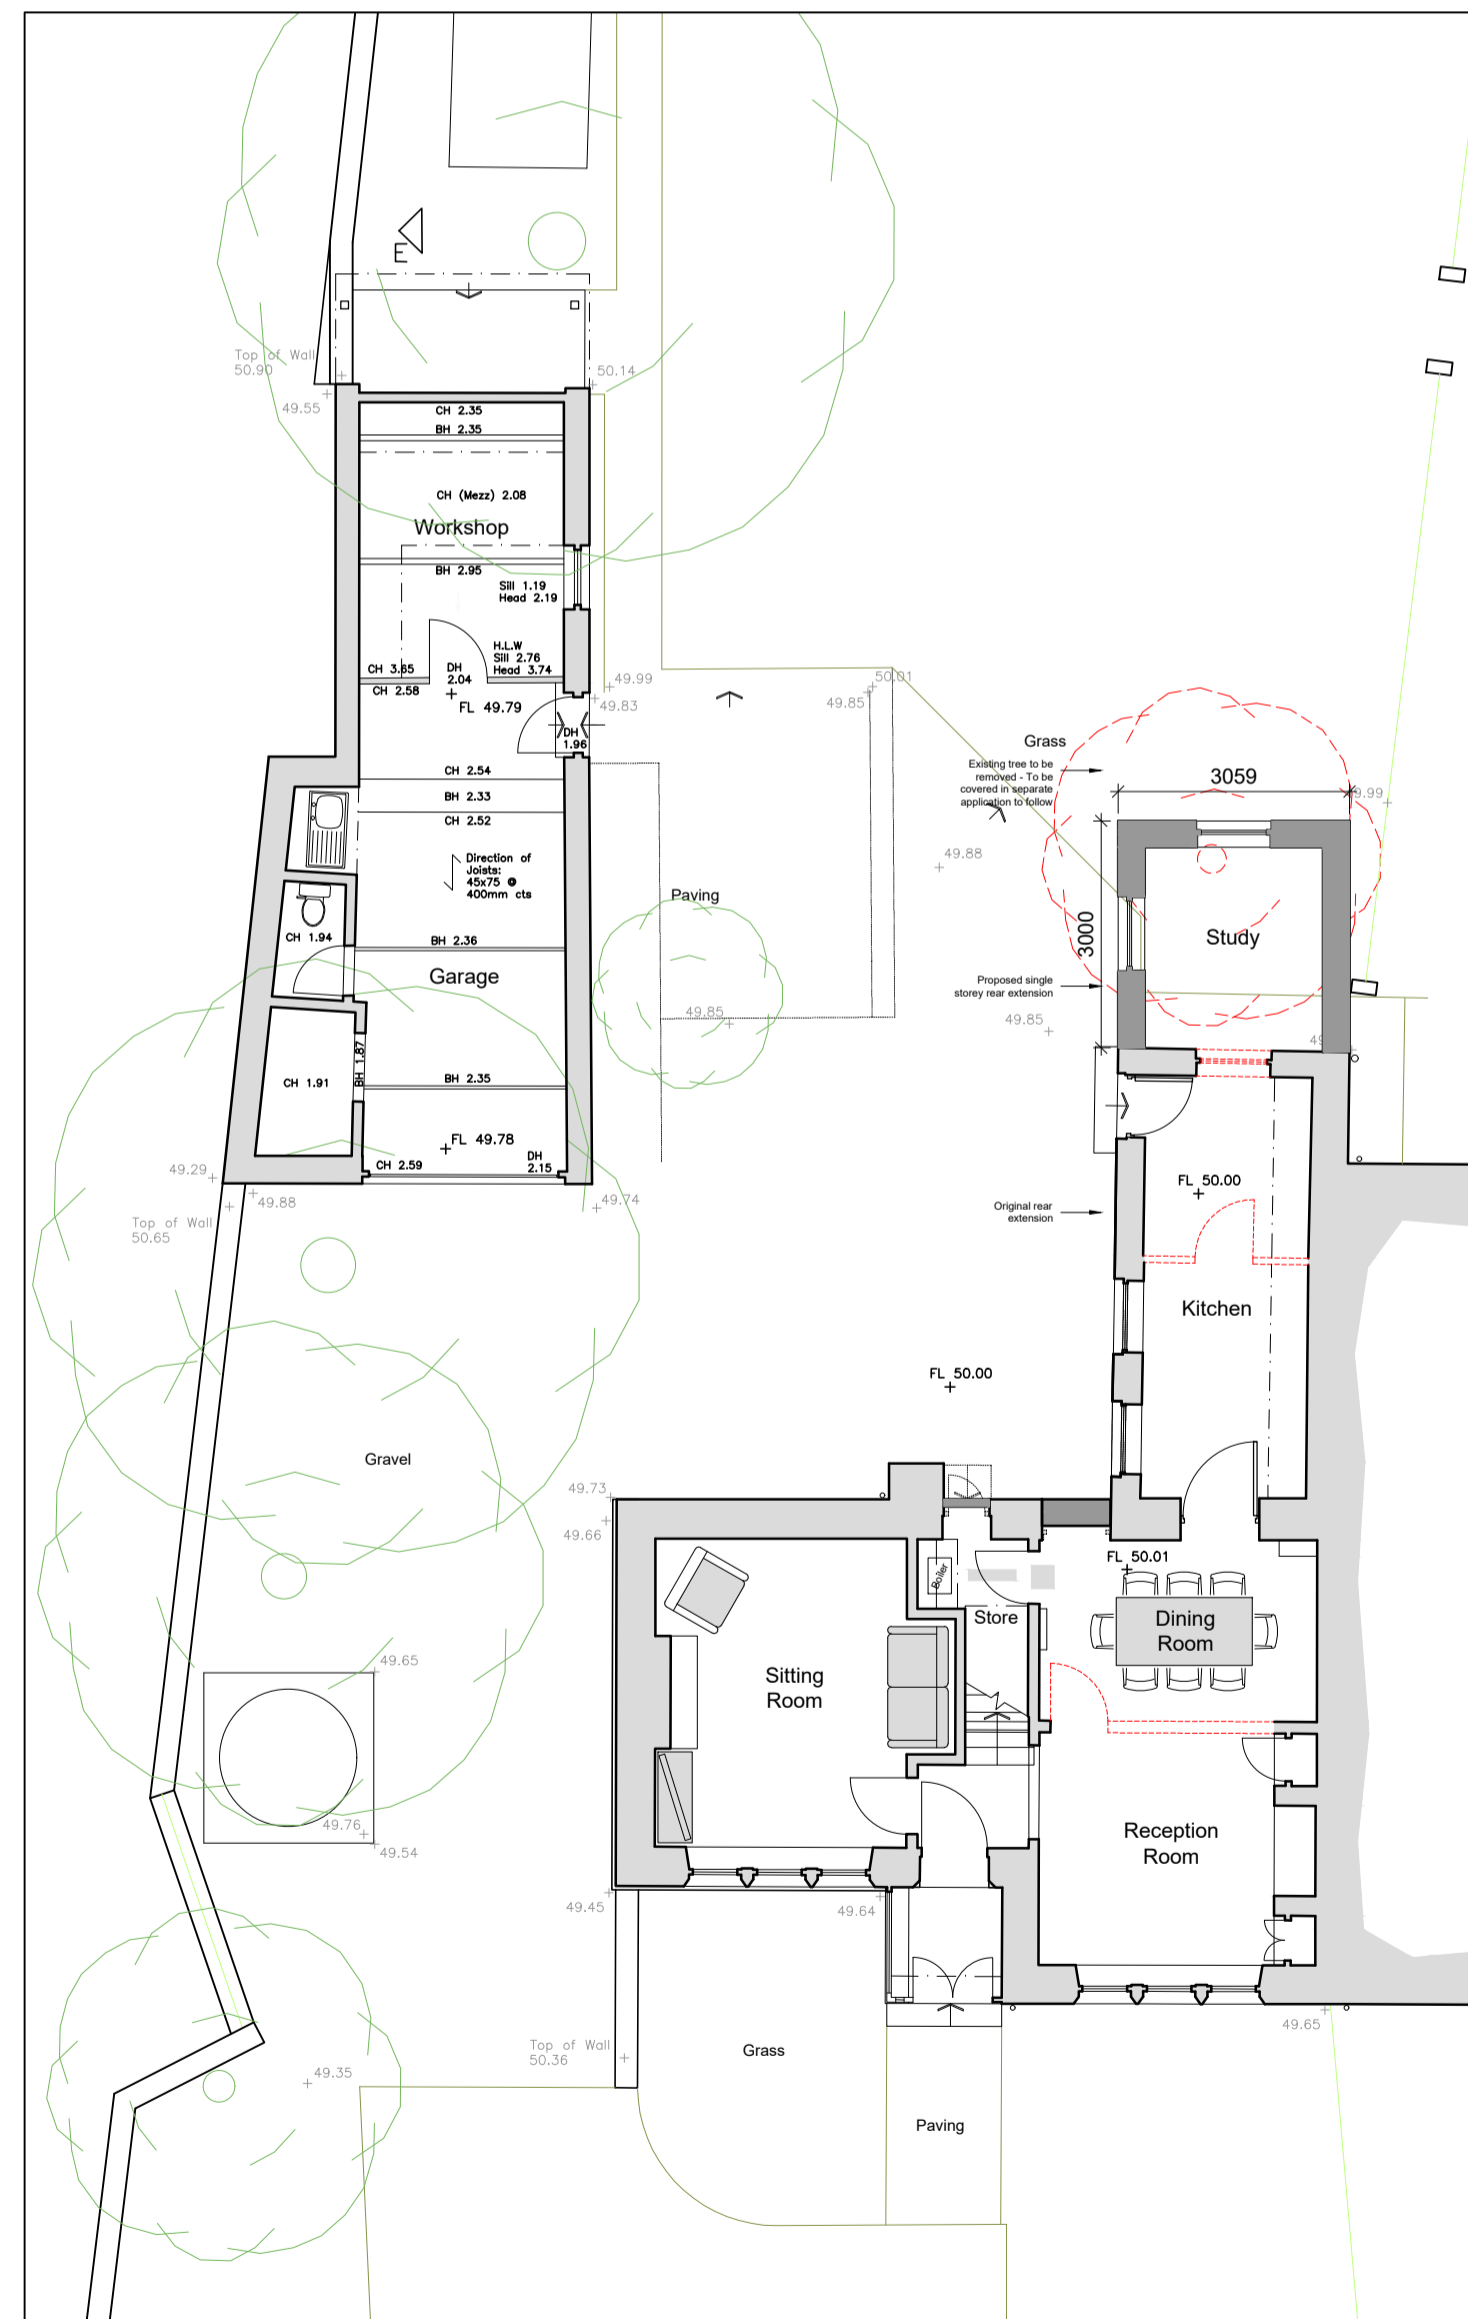 E
Top of Wall
50.90
49.55
50.14
CH 2.35
BH 2.35
CH (Mezz) 2.08
Workshop
BH 2.95
Sill 1.19
Head 2.19
H.L.W
Sill 2.76
Head 3.74
CH 3.65
CH 2.58
DH
2.04
FL 49.79
49.99
49.83
DH
1.96
50.01
49.85
Grass
Existing tree to be
removed - To be
covered in separate
application to follow
3059
CH 2.54
BH 2.33
CH 2.52
Direction of
Joists:
45x75 @
400mm cts
49.88
Paving
3000
Study
CH 1.94
BH 2.36
Garage
Proposed single
storey rear extension
49.85
49.85
BH 1.87
CH 1.91
BH 2.35
FL 49.78
CH 2.59
DH
2.15
49.29
49.88
49.74
Top of Wall
50.65
FL 50.00
Original rear
extension
Kitchen
FL 50.00
Gravel
49.73
49.66
FL 50.01
Boiler
Store
Dining
Room
Sitting
Room
49.65
49.76
49.54
Reception
Room
49.45
49.64
49.65
Top of Wall
50.36
Grass
49.35
Paving